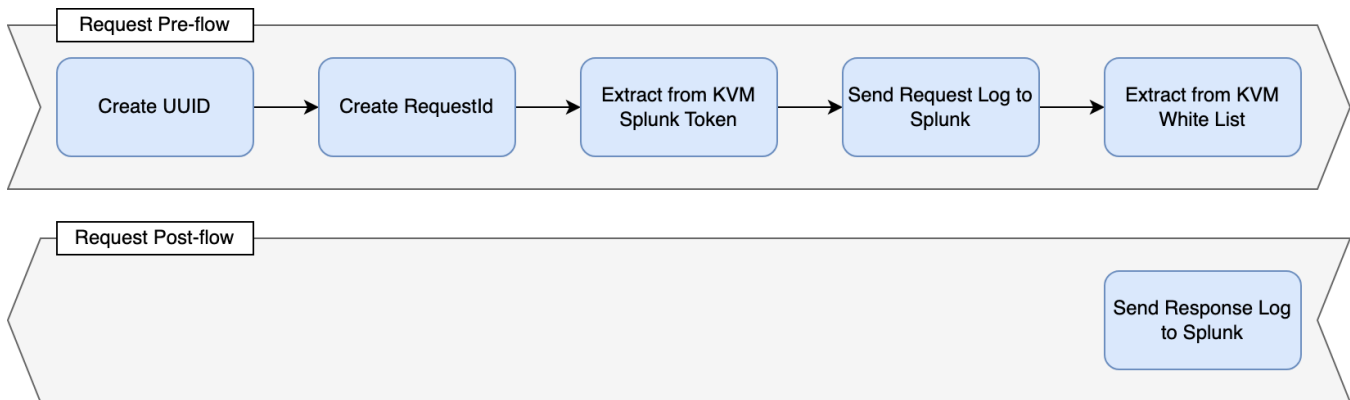 Request Pre-flow
Create UUID
Create RequestId
Extract from KVM
Splunk Token
Send Request Log to
Splunk
Extract from KVM
White List
Request Post-flow
Send Response Log
to Splunk